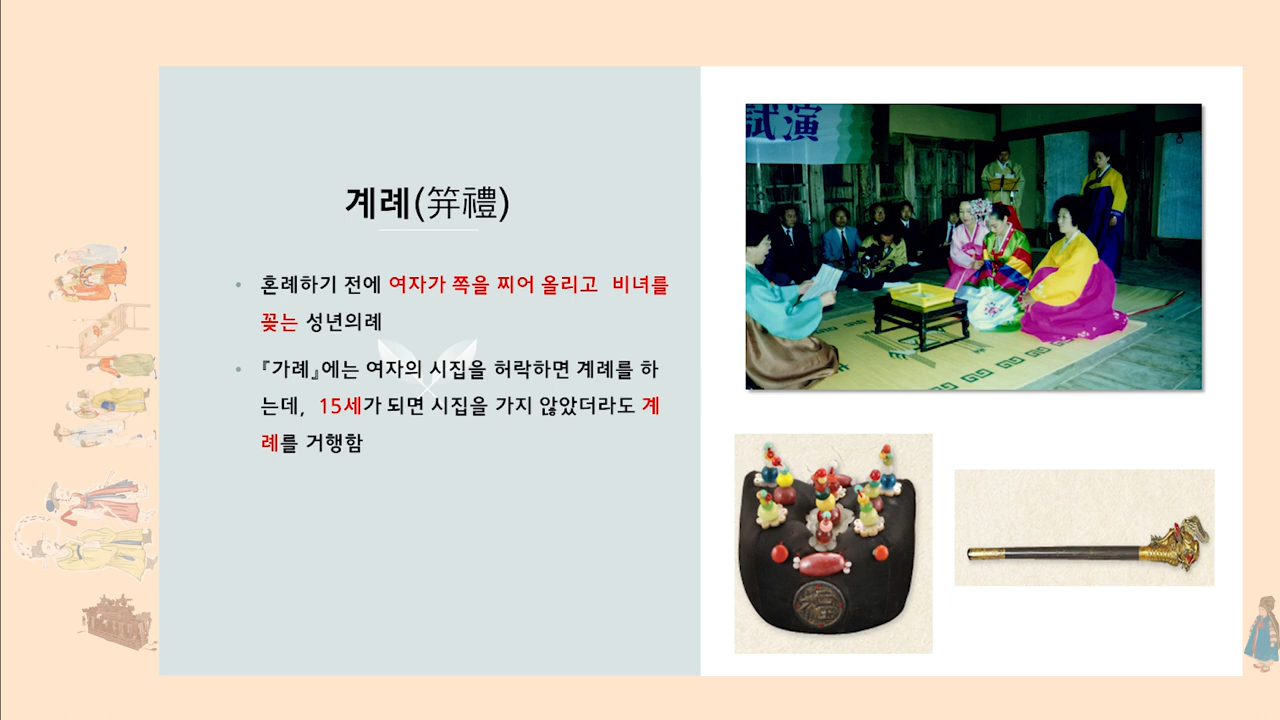 계례(笄禮)
혼례하기 전에 여자가 쪽을 찌어 올리고 비녀를
꽂는 성년의례
『가례』에는 여자의 시집을 허락하면 계례를 하
는데, 15세가 되면 시집을 가지 않았더라도 계
례를 거행함
試演
福